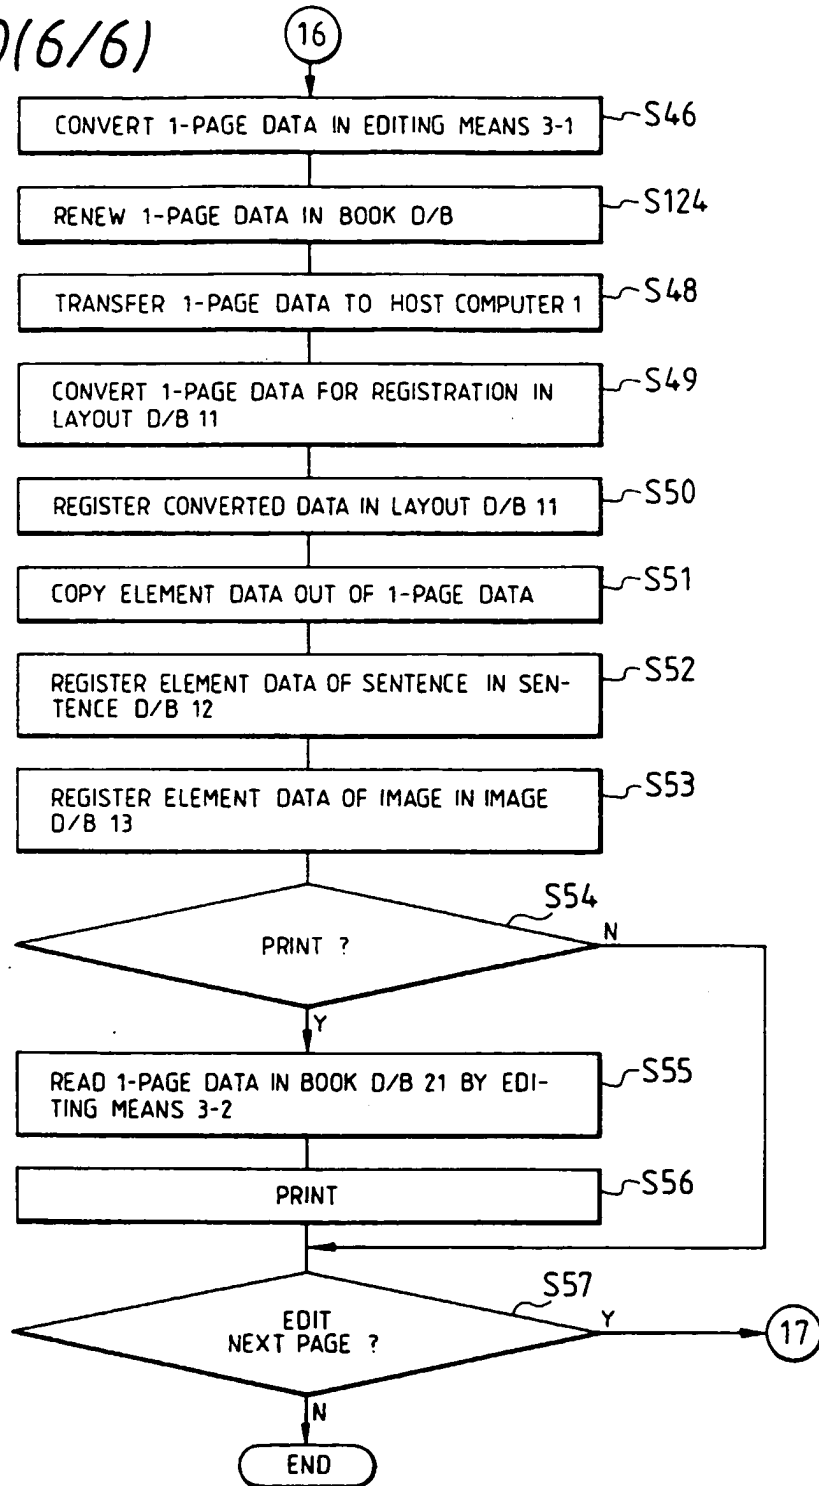 0(6/6)
16
CONVERT 1-PAGE DATA IN EDITING MEANS 3-1
S46
RENEW 1-PAGE DATA IN BOOK D/B
S124
TRANSFER 1-PAGE DATA TO HOST COMPUTER 1
S48
CONVERT 1-PAGE DATA FOR REGISTRATION IN
LAYOUT D/B 11
S49
REGISTER CONVERTED DATA IN LAYOUT D/B 11
S50
COPY ELEMENT DATA OUT OF 1-PAGE DATA
S51
REGISTER ELEMENT DATA OF SENTENCE IN SEN-
TENCE D/B 12
S52
REGISTER ELEMENT DATA OF IMAGE IN IMAGE
D/B 13
S53
S54
PRINT ?
N
Y
READ 1-PAGE DATA IN BOOK D/B 21 BY EDI-
TING MEANS 3-2
S55
PRINT
S56
S57
EDIT
NEXT PAGE ?
Y
17
N
END